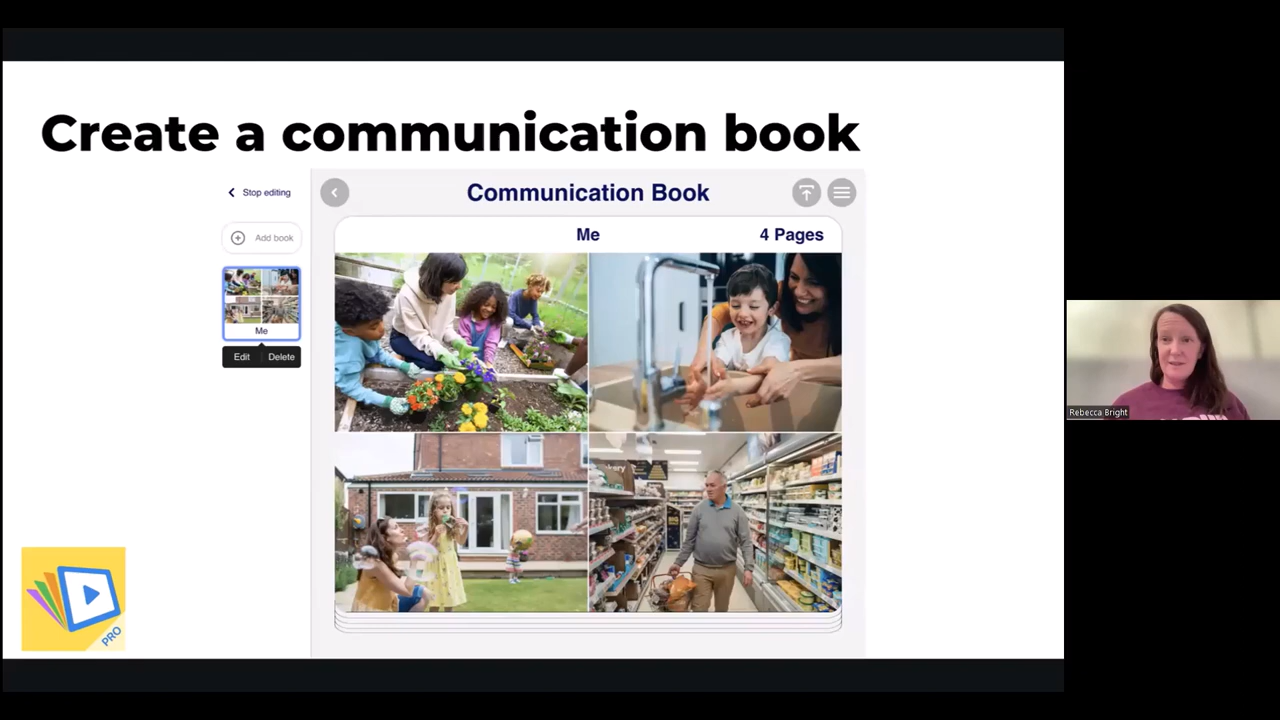 Create a communication book
Stop editing
Communication Book
Add book
Me
4 Pages
Me
Edit
Delete
PRO
Rebecca Bright